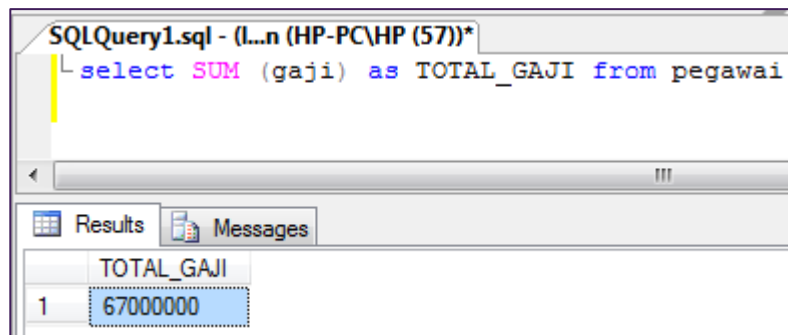 SQLQuery1.sql - (l...n (HP-PC\HP (57))*
select SUM (gaji) as TOTAL_GAJI from pegawai
Results Messages
TOTAL_GAJI
1 67000000